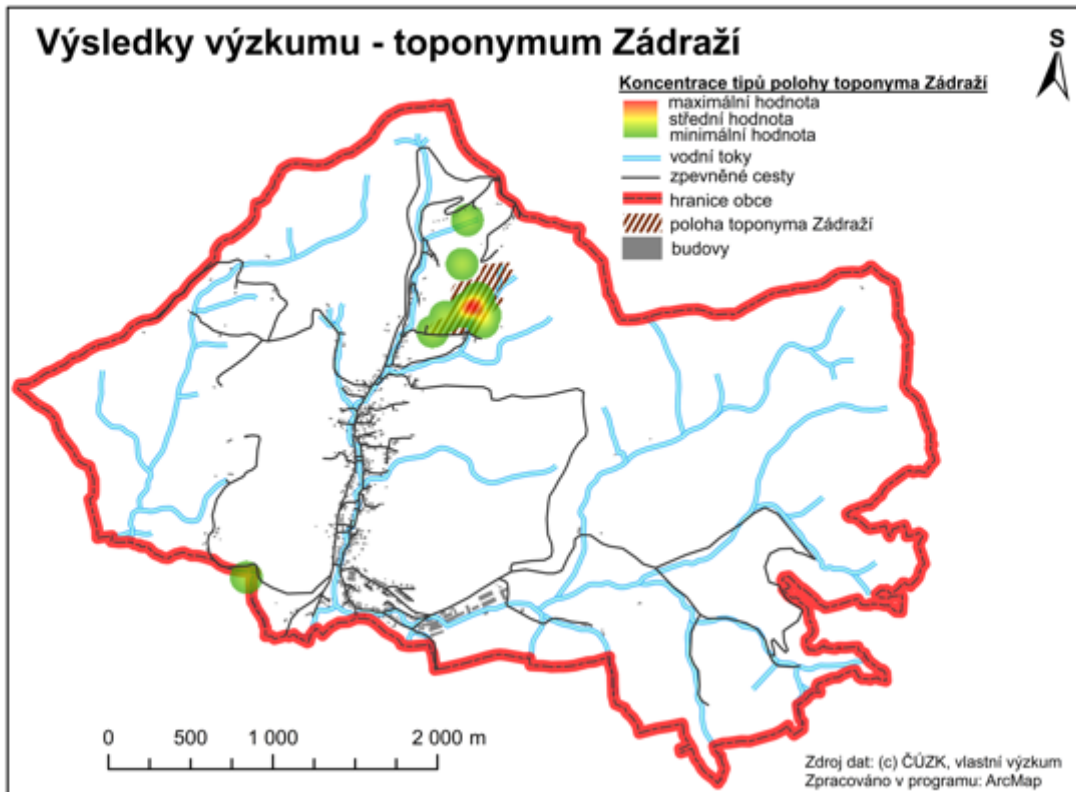 Výsledky výzkumu - toponymum Zádraží
S
Koncentrace tipů polohy toponyma Zádraží
maximální hodnota
střední hodnota
minimální hodnota
vodní toky
zpevněné cesty
hranice obce
poloha toponyma Zádraží
budovy
0 500 1 000 2 000 m
Zdroj dat: (c) ČÚZK, vlastní výzkum
Zpracováno v programu: ArcMap